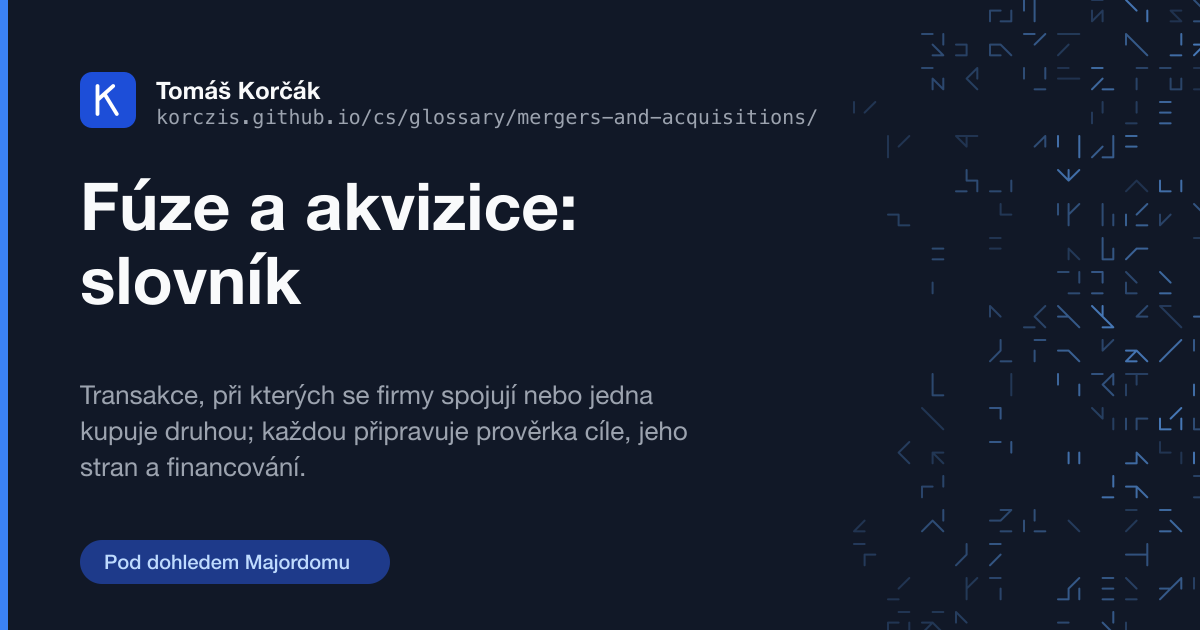 Tomáš Korčák
korczis.github.io/cs/glossary/mergers-and-acquisitions/
Fúze a akvizice:
slovník
Transakce, při kterých se firmy spojují nebo jedna
kupuje druhou; každou připravuje prověrka cíle, jeho
stran a financování.
Pod dohledem Majordomu